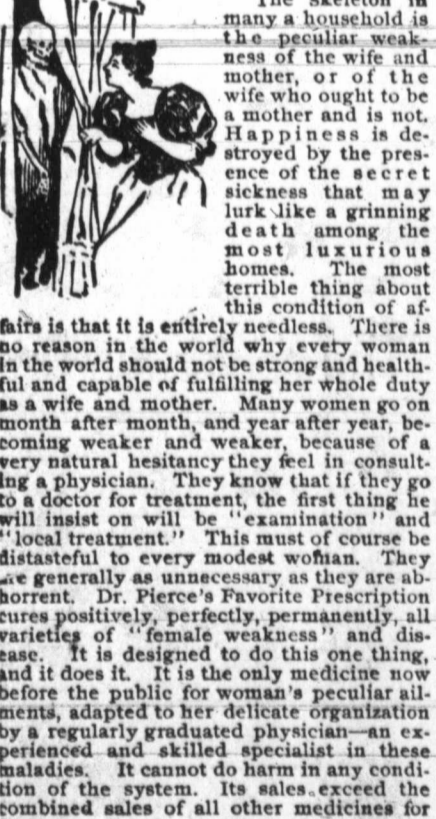 The skeleton in
many a household is
the peculiar weak-
ness of the wife and
mother, or of the
wife who ought to be
a mother and is not.
Happiness is de-
stroyed by the pres-
ence of the secret
sickness that may
lurk like a grinning
death among the
most luxurious
homes. The most
terrible thing about
this condition of af-
fairs is that it is entirely needless. There is
no reason in the world why every woman
in the world should not be strong and health-
ful and capable of fulfilling her whole duty
as a wife and mother. Many women go on
month after month, and year after year, be-
coming weaker and weaker, because of a
very natural hesitancy they feel in consult-
ing a physician. They know that if they go
to a doctor for treatment, the first thing he
will insist on will be "examination" and
"local treatment." This must of course be
distasteful to every modest woman. They
are generally as unnecessary as they are ab-
horrent. Dr. Pierce's Favorite Prescription
cures positively, perfectly, permanently, all
varieties of "female weakness" and dis-
ease. It is designed to do this one thing,
and it does it. It is the only medicine now
before the public for woman's peculiar ail-
ments, adapted to her delicate organization
by a regularly graduated physician—an ex-
perienced and skilled specialist in these
maladies. It cannot do harm in any condi-
tion of the system. Its sales exceed the
combined sales of all other medicines for